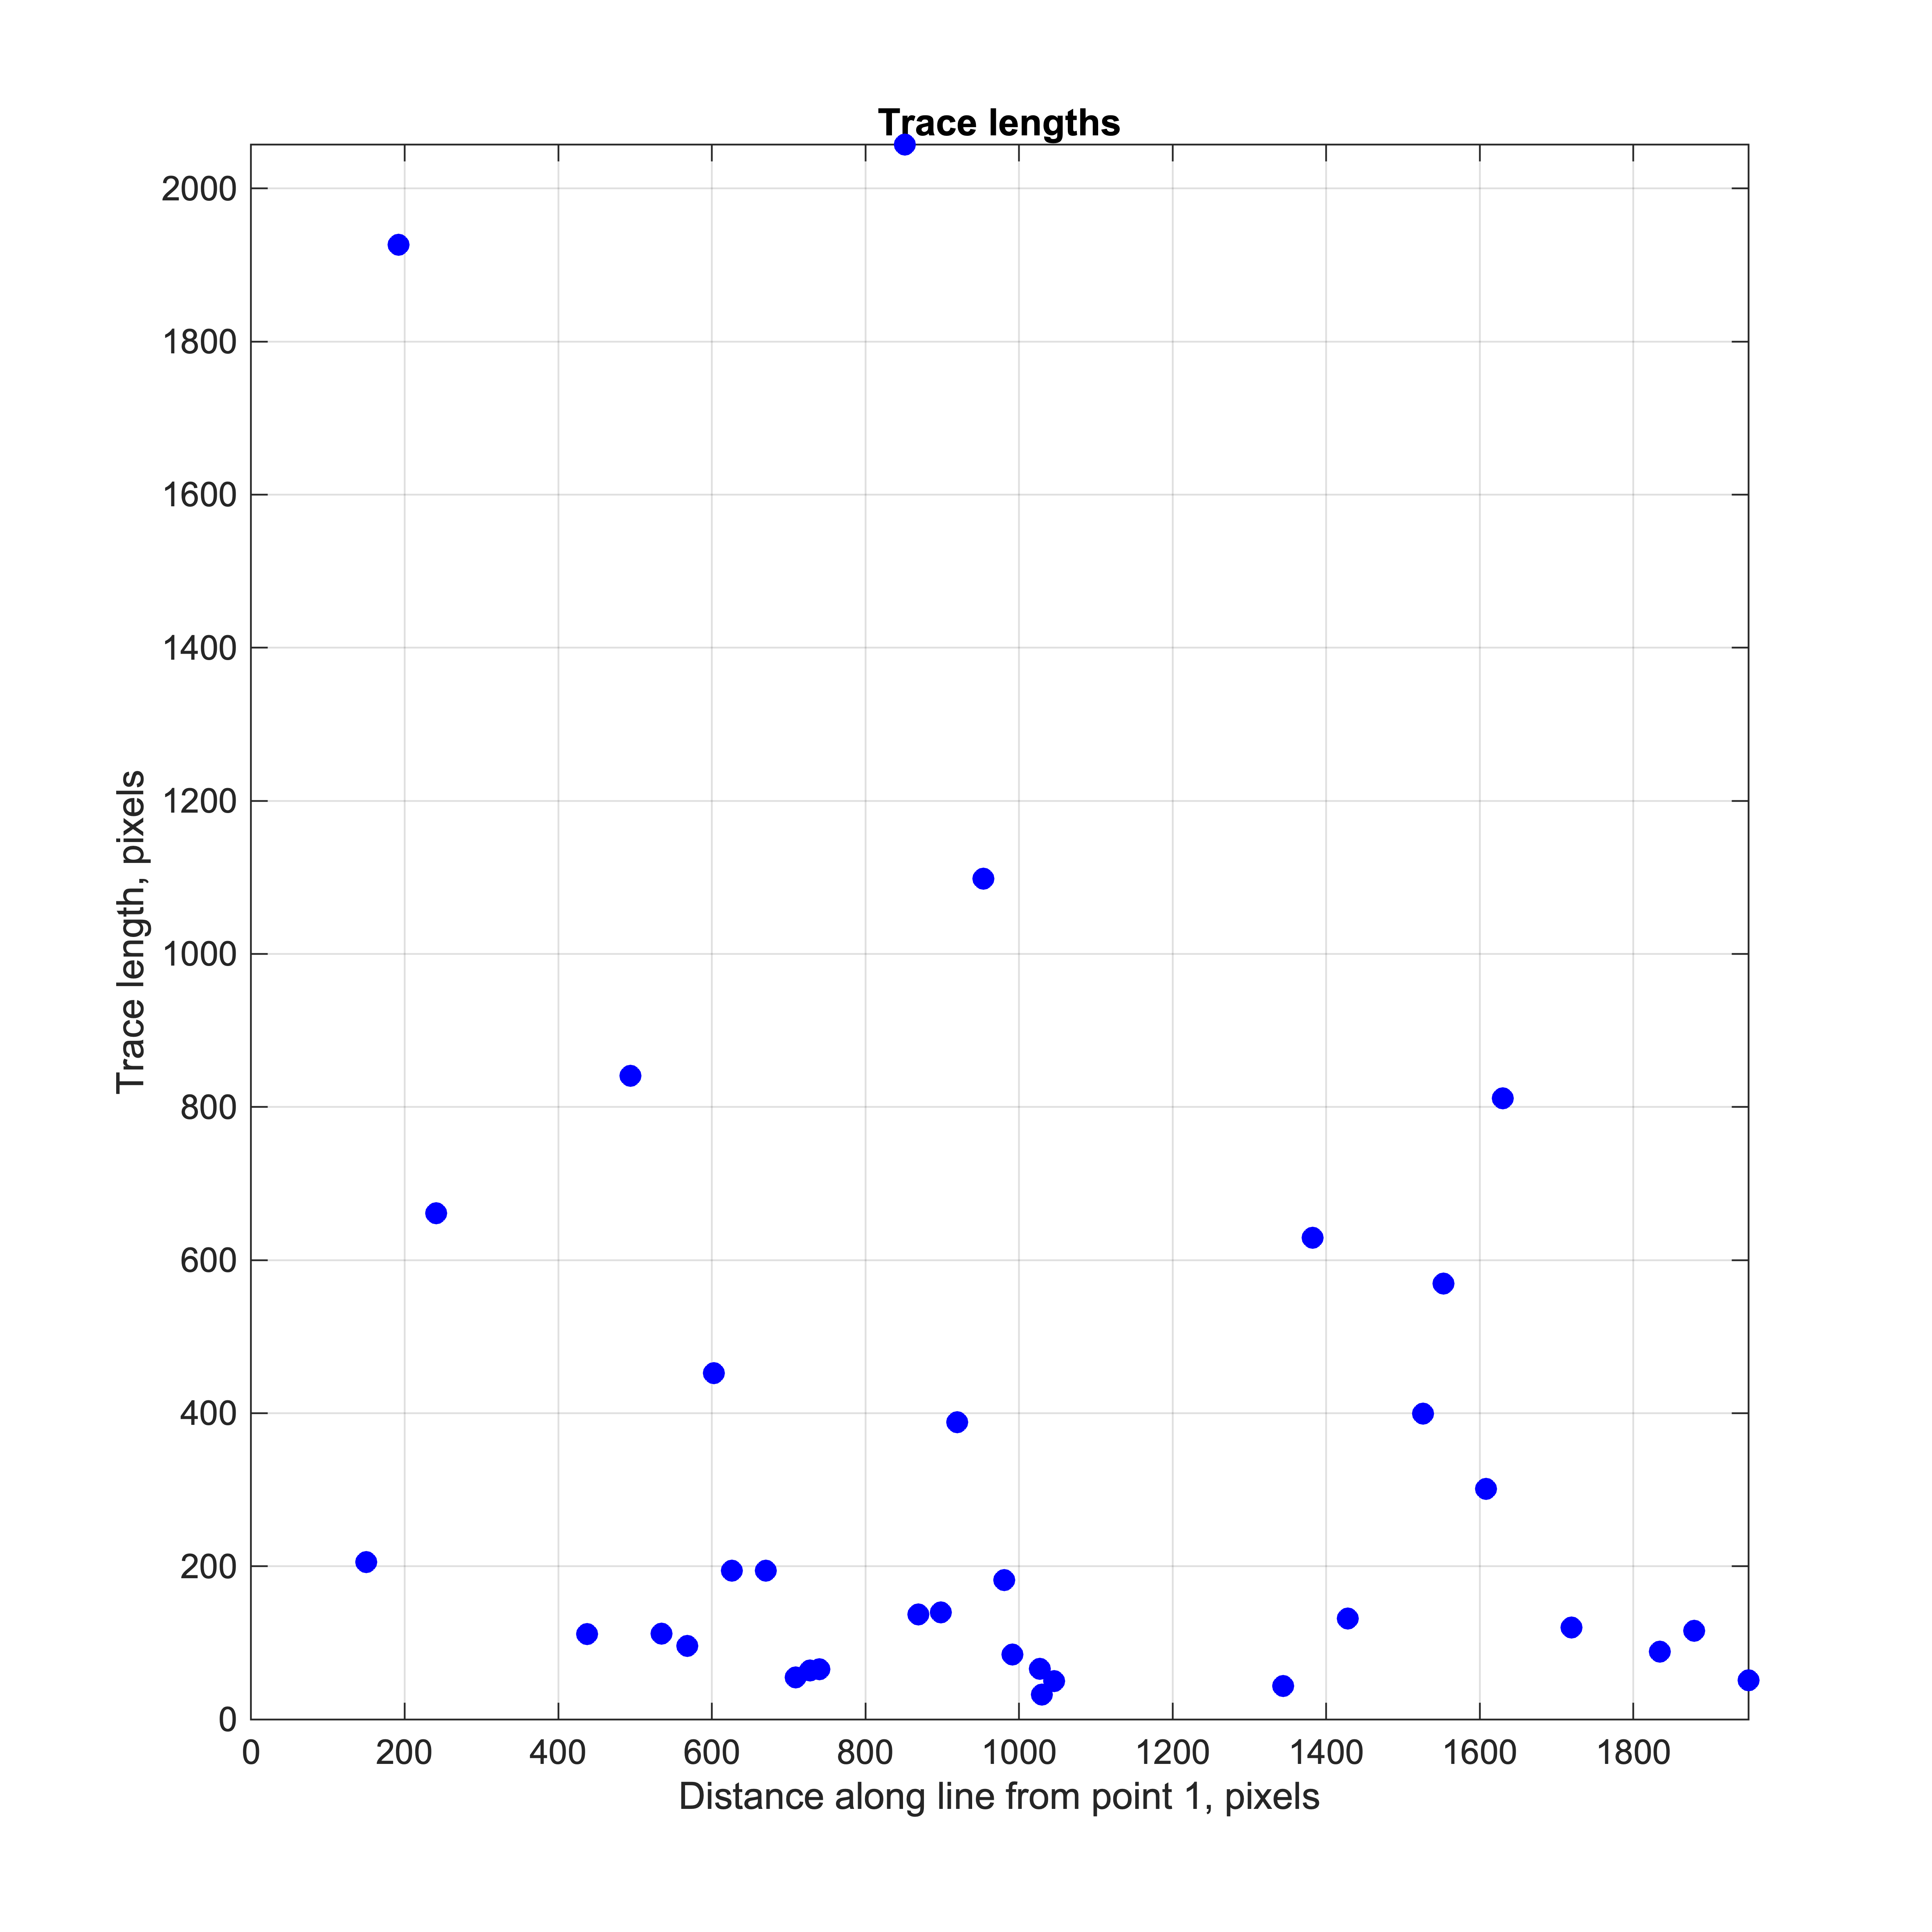 Trace lengths
2000
1800
1600
1400
1200
1000
800
600
400
200
0
Trace length, pixels
0 200 400 600 800 1000 1200 1400 1600 1800
Distance along line from point 1, pixels